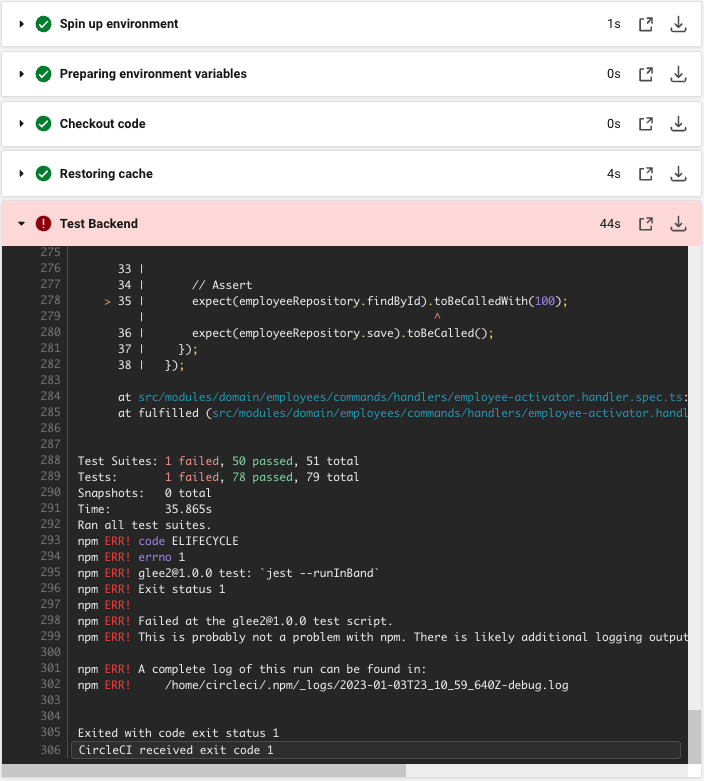 Spin up environment 1s
Preparing environment variables 0s
Checkout code 0s
Restoring cache 4s
Test Backend 44s
275
276 33 |
277 34 | // Assert
278 > 35 | expect(employeeRepository.findById).toBeCalledWith(100);
279 | ^
280 36 | expect(employeeRepository.save).toBeCalled();
281 37 | });
282 38 | });
283
284 at src/modules/domain/employees/commands/handlers/employee-activator.handler.spec.ts:
285 at fulfilled (src/modules/domain/employees/commands/handlers/employee-activator.handl
286
287
288 Test Suites: 1 failed, 50 passed, 51 total
289 Tests: 1 failed, 78 passed, 79 total
290 Snapshots: 0 total
291 Time: 35.865s
292 Ran all test suites.
293 npm ERR! code ELIFECYCLE
294 npm ERR! errno 1
295 npm ERR! glee2@1.0.0 test: `jest --runInBand`
296 npm ERR! Exit status 1
297 npm ERR!
298 npm ERR! Failed at the glee2@1.0.0 test script.
299 npm ERR! This is probably not a problem with npm. There is likely additional logging output
300
301 npm ERR! A complete log of this run can be found in:
302 npm ERR! /home/circleci/.npm/_logs/2023-01-03T23_10_59_640Z-debug.log
303
304
305 Exited with code exit status 1
306 CircleCI received exit code 1